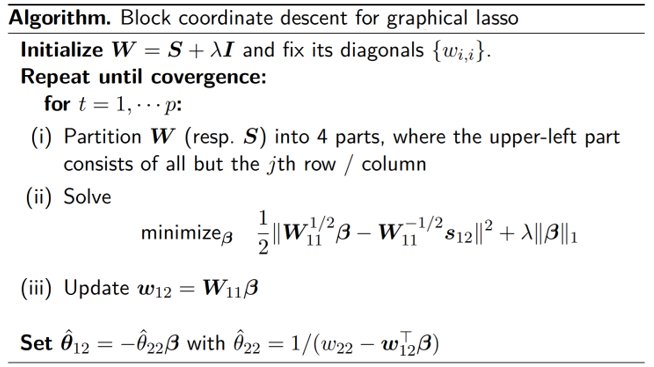 Algorithm. Block coordinate descent for graphical lasso
Initialize W = S + λI and fix its diagonals {w_{i,i}}.
Repeat until covergence:
for t = 1, ··· p:
(i) Partition W (resp. S) into 4 parts, where the upper-left part
consists of all but the jth row / column
(ii) Solve
minimize_β 1/2 ‖W_{11}^{1/2} β − W_{11}^{−1/2} s_{12}‖² + λ‖β‖_1
(iii) Update w_{12} = W_{11}β
Set θ̂_{12} = −θ̂_{22}β with θ̂_{22} = 1/(w_{22} − w_{12}^⊤ β)